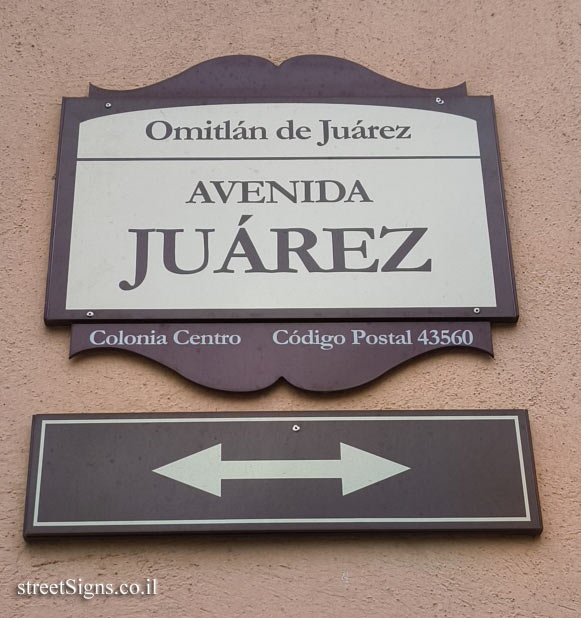 Omitlán de Juárez
AVENIDA
JUÁREZ
Colonia Centro Código Postal 43560
streetSigns.co.il